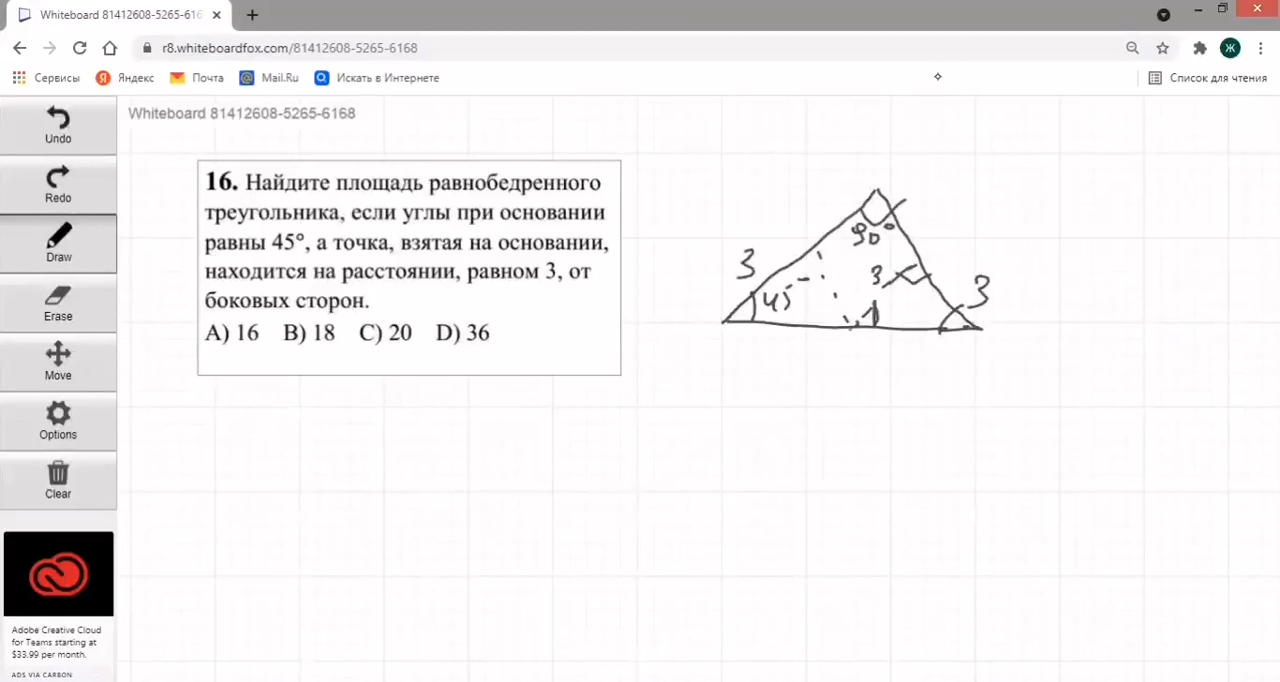 Whiteboard 81412608-5265-616
r8.whiteboardfox.com/81412608-5265-6168
Ж
Сервисы
Яндекс
Почта
Mail.Ru
Искать в Интернете
Список для чтения
Undo
Redo
Draw
Erase
Move
Options
Clear
Adobe Creative Cloud
for Teams starting at
$33.99 per month.
ADS VIA CARBON
Whiteboard 81412608-5265-6168
16. Найдите площадь равнобедренного
треугольника, если углы при основании
равны 45°, а точка, взятая на основании,
находится на расстоянии, равном 3, от
боковых сторон.
A) 16 B) 18 C) 20 D) 36
90°
3
45
3
3